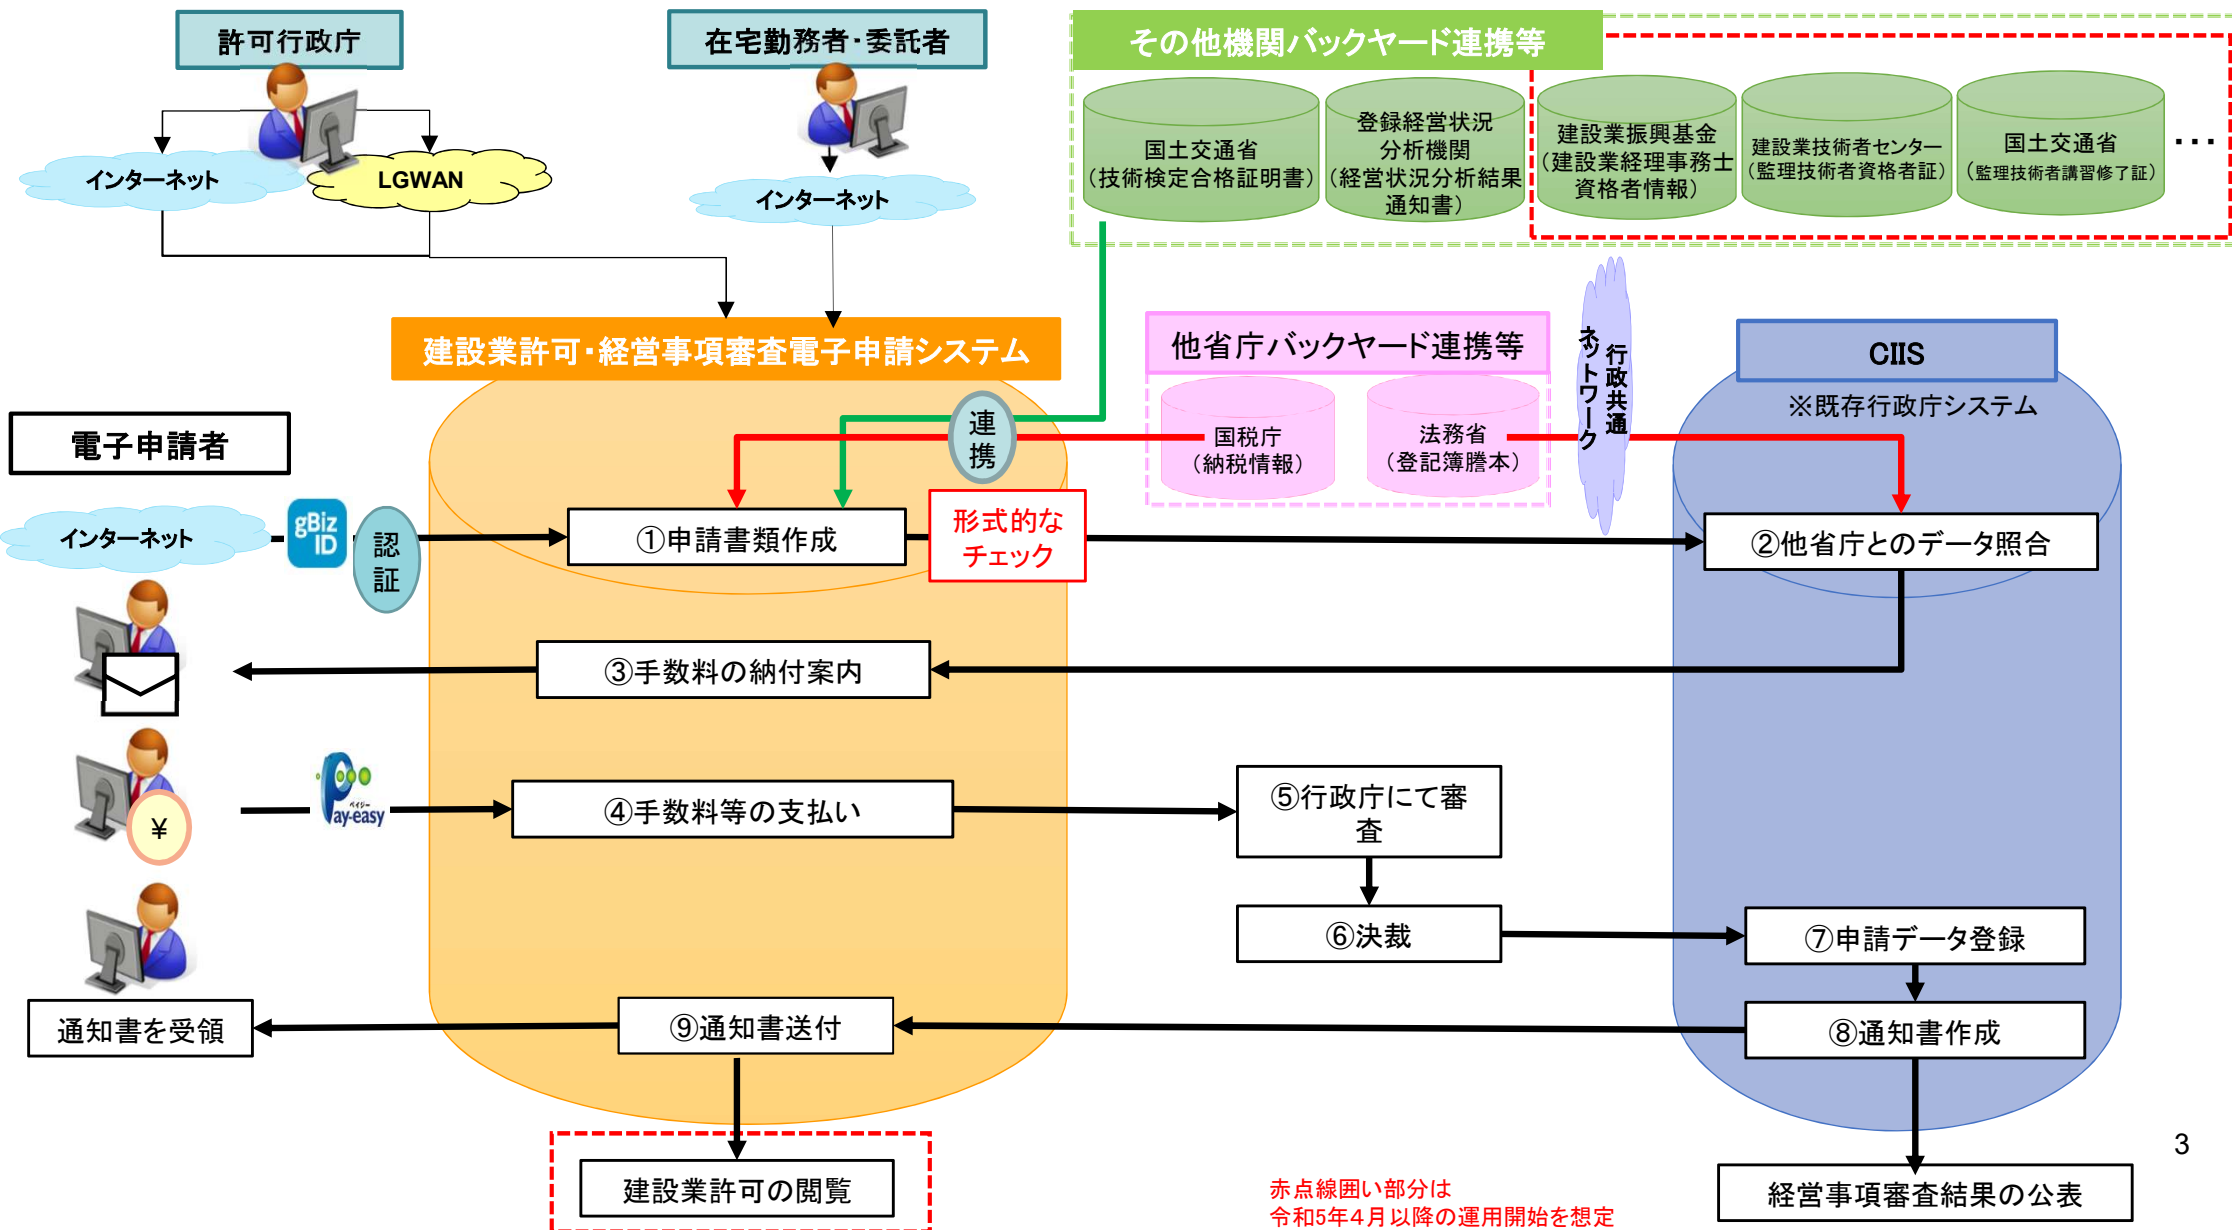 許可行政庁
在宅勤務者・委託者
その他機関バックヤード連携等
インターネット
LGWAN
インターネット
国土交通省
（技術検定合格証明書）
登録経営状況
分析機関
（経営状況分析結果
通知書）
建設業振興基金
（建設業経理事務士
資格者情報）
建設業技術者センター
（監理技術者資格者証）
国土交通省
（監理技術者講習修了証）
・・・
建設業許可・経営事項審査電子申請システム
他省庁バックヤード連携等
行政共通
ネットワーク
CIIS
※既存行政庁システム
連携
国税庁
（納税情報）
法務省
（登記簿謄本）
電子申請者
インターネット
gBiz
ID
認証
①申請書類作成
形式的な
チェック
②他省庁とのデータ照合
③手数料の納付案内
¥
ペイジー
Pay-easy
④手数料等の支払い
⑤行政庁にて審
査
⑥決裁
⑦申請データ登録
通知書を受領
⑨通知書送付
⑧通知書作成
建設業許可の閲覧
赤点線囲い部分は
令和5年4月以降の運用開始を想定
経営事項審査結果の公表
3